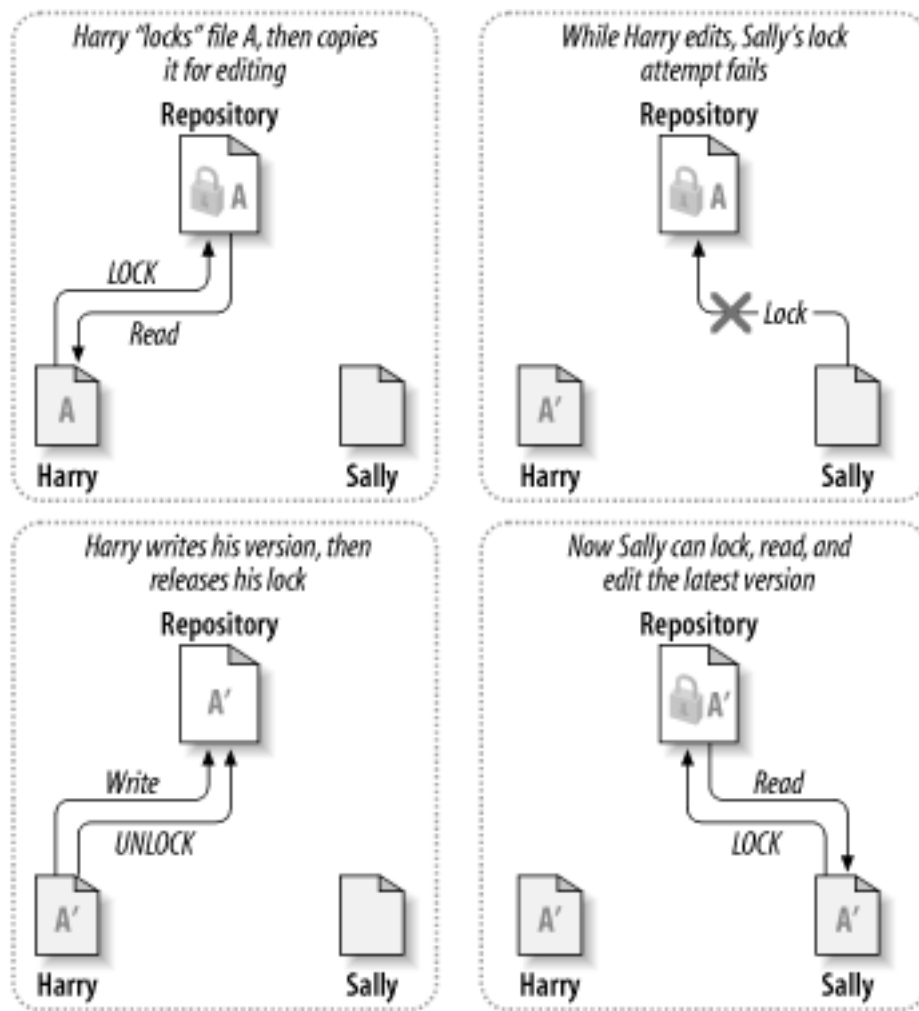 Harry “locks” file A, then copies
it for editing
Repository
A
LOCK
Read
A
Harry
Sally
While Harry edits, Sally’s lock
attempt fails
Repository
A
Lock
A′
Harry
Sally
Harry writes his version, then
releases his lock
Repository
A′
Write
UNLOCK
A′
Harry
Sally
Now Sally can lock, read, and
edit the latest version
Repository
A′
Read
LOCK
A′
A′
Harry
Sally